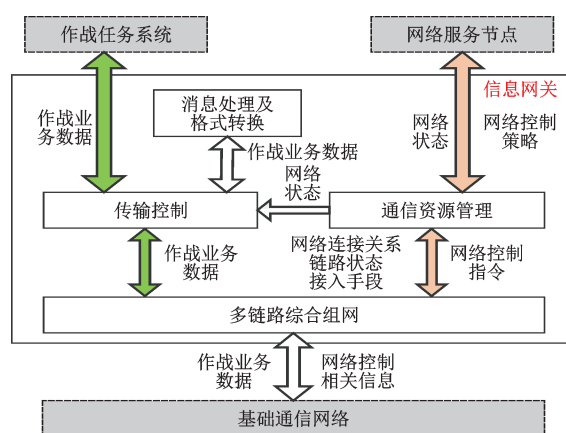 作战任务系统
网络服务节点
信息网关
作战业
务数据
消息处理及
格式转换
网络
状态
网络控制
策略
作战业务数据
网络
状态
传输控制
通信资源管理
作战业务
数据
网络连接关系
链路状态
接入手段
网络控制
指令
多链路综合组网
作战业务
数据
网络控制
相关信息
基础通信网络